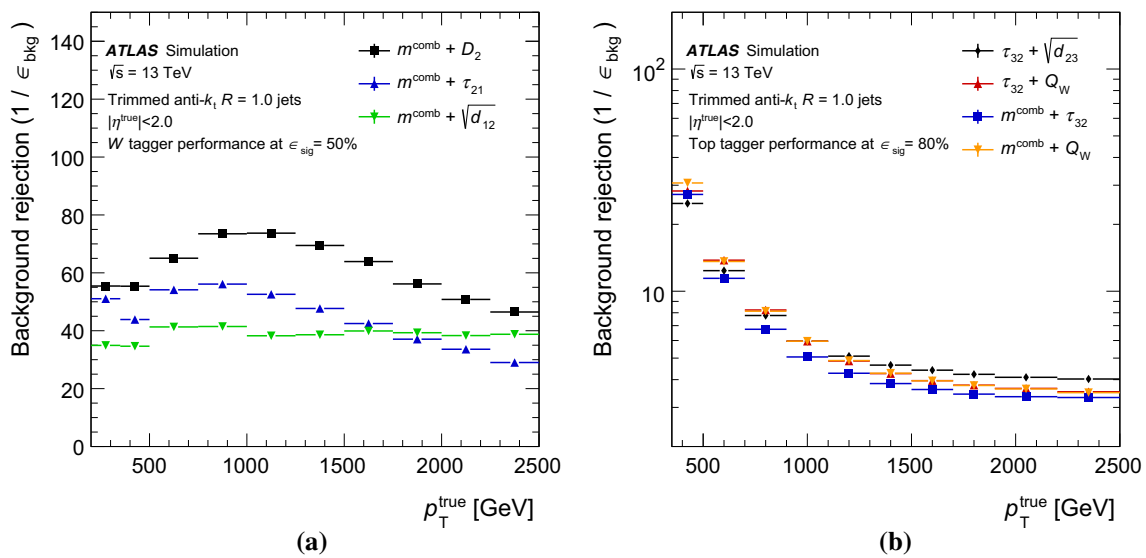 Background rejection (1 / ϵ_bkg)
140
120
100
80
60
40
20
0
ATLAS Simulation
√s = 13 TeV
Trimmed anti-k_t R = 1.0 jets
|η^true|<2.0
W tagger performance at ϵ_sig = 50%
m^comb + D_2
m^comb + τ_21
m^comb + √d_12
500 1000 1500 2000 2500
p_T^true [GeV]
(a)
Background rejection (1 / ϵ_bkg)
10^2
10
ATLAS Simulation
√s = 13 TeV
Trimmed anti-k_t R = 1.0 jets
|η^true|<2.0
Top tagger performance at ϵ_sig = 80%
τ_32 + √d_23
τ_32 + Q_W
m^comb + τ_32
m^comb + Q_W
500 1000 1500 2000 2500
p_T^true [GeV]
(b)